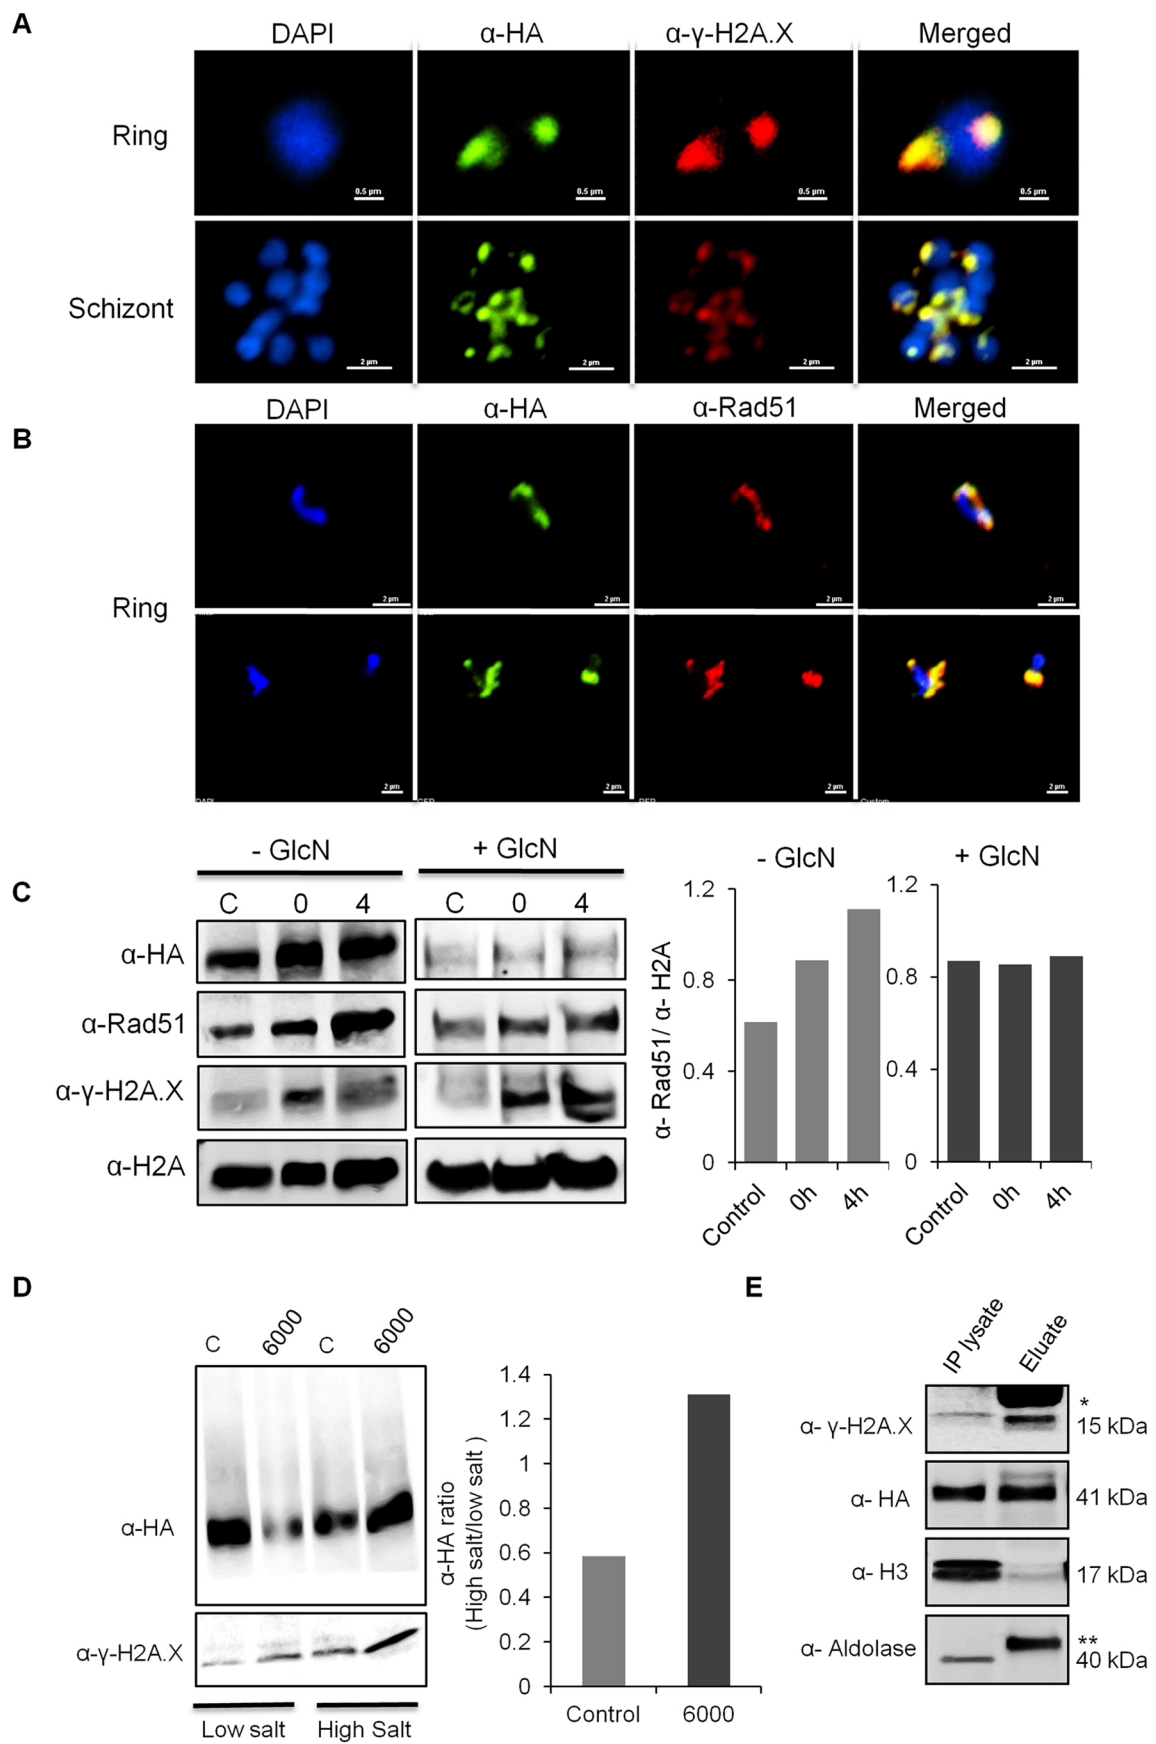 A
DAPI α-HA α-γ-H2A.X Merged
Ring
0.5 µm 0.5 µm 0.5 µm 0.5 µm
Schizont
2 µm 2 µm 2 µm 2 µm
B
DAPI α-HA α-Rad51 Merged
2 µm 2 µm 2 µm 2 µm
Ring
2 µm 2 µm 2 µm 2 µm
C
- GlcN + GlcN
C 0 4 C 0 4
α-HA
α-Rad51
α-γ-H2A.X
α-H2A
- GlcN + GlcN
α- Rad51/ α- H2A
1.2
0.8
0.4
0
Control 0h 4h
1.2
0.8
0.4
0
Control 0h 4h
D
C 6000 C 6000
α-HA
α-γ-H2A.X
Low salt High Salt
α-HA ratio
(High salt/low salt )
1.4
1.2
1
0.8
0.6
0.4
0.2
0
Control 6000
E
IP lysate Eluate
*
α- γ-H2A.X 15 kDa
α- HA 41 kDa
α- H3 17 kDa
**
α- Aldolase 40 kDa